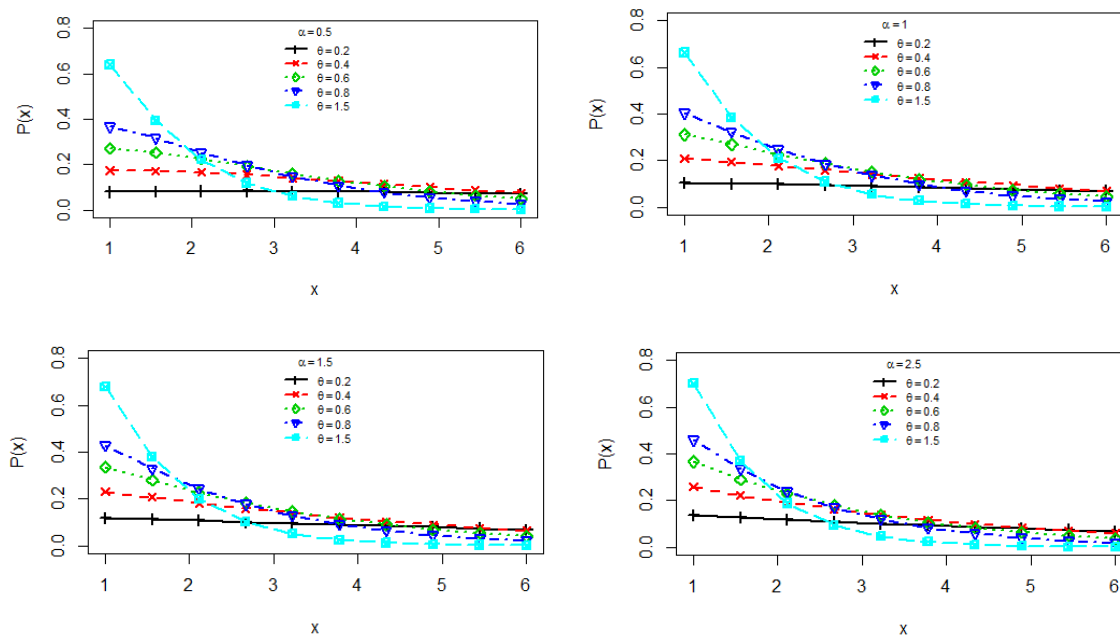 α = 0.5
θ = 0.2
θ = 0.4
θ = 0.6
θ = 0.8
θ = 1.5
P(x)
0.0 0.2 0.4 0.6 0.8
1 2 3 4 5 6
x
α = 1
θ = 0.2
θ = 0.4
θ = 0.6
θ = 0.8
θ = 1.5
P(x)
0.0 0.2 0.4 0.6 0.8
1 2 3 4 5 6
x
α = 1.5
θ = 0.2
θ = 0.4
θ = 0.6
θ = 0.8
θ = 1.5
P(x)
0.0 0.2 0.4 0.6 0.8
1 2 3 4 5 6
x
α = 2.5
θ = 0.2
θ = 0.4
θ = 0.6
θ = 0.8
θ = 1.5
P(x)
0.0 0.2 0.4 0.6 0.8
1 2 3 4 5 6
x